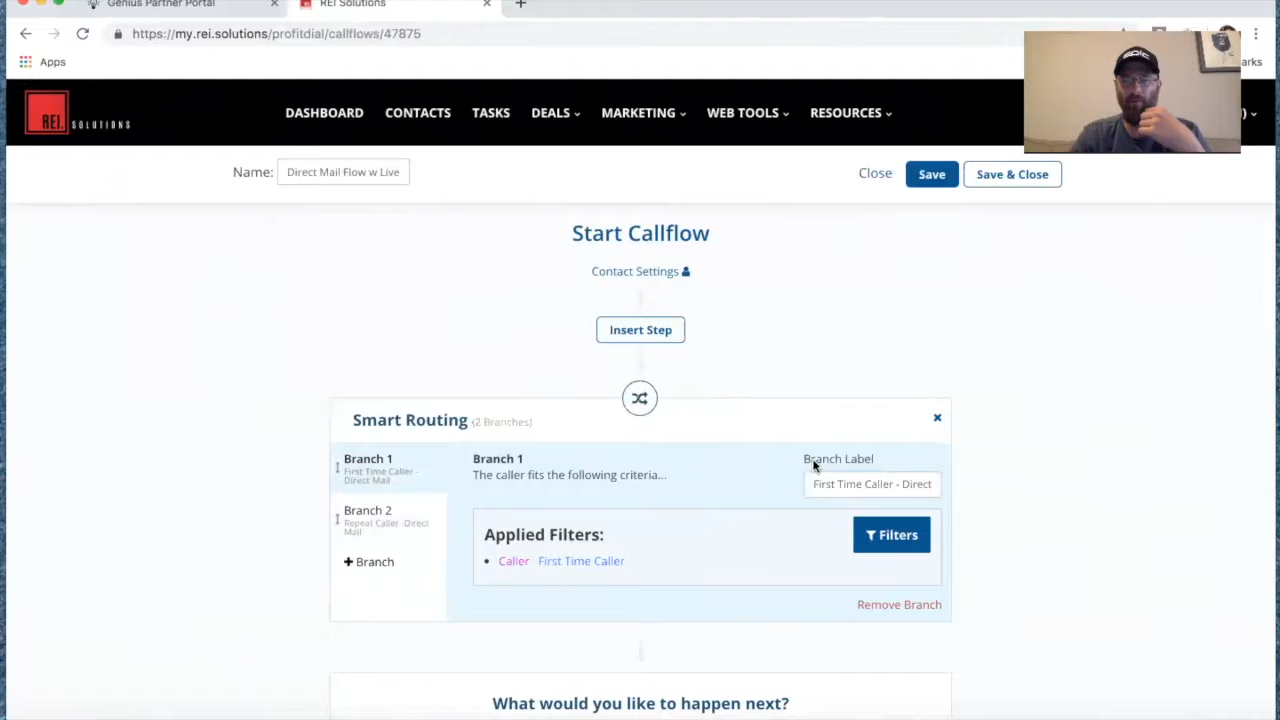 Genius Partner Portal
REI Solutions
https://my.rei.solutions/profitdial/callflows/47875
Apps
arks
REI. SOLUTIONS
DASHBOARD CONTACTS TASKS DEALS MARKETING WEB TOOLS RESOURCES
Name: Direct Mail Flow w Live
Close Save Save & Close
Start Callflow
Contact Settings
Insert Step
Smart Routing (2 Branches)
Branch 1
First Time Caller -
Direct Mail
Branch 2
Repeat Caller -Direct
Mail
+ Branch
Branch 1
The caller fits the following criteria...
Branch Label
First Time Caller - Direct
Applied Filters:
Filters
• Caller First Time Caller
Remove Branch
What would you like to happen next?